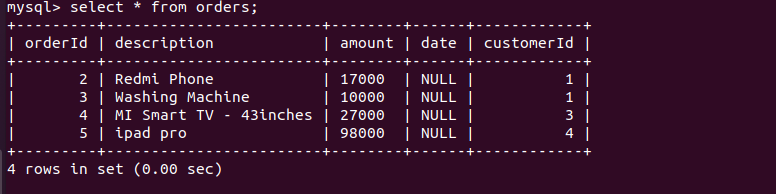 mysql> select * from orders;
+---------+------------------------+--------+------+------------+
| orderId | description            | amount | date | customerId |
+---------+------------------------+--------+------+------------+
|       2 | Redmi Phone            | 17000  | NULL |          1 |
|       3 | Washing Machine        | 10000  | NULL |          1 |
|       4 | MI Smart TV - 43inches | 27000  | NULL |          3 |
|       5 | ipad pro               | 98000  | NULL |          4 |
+---------+------------------------+--------+------+------------+
4 rows in set (0.00 sec)